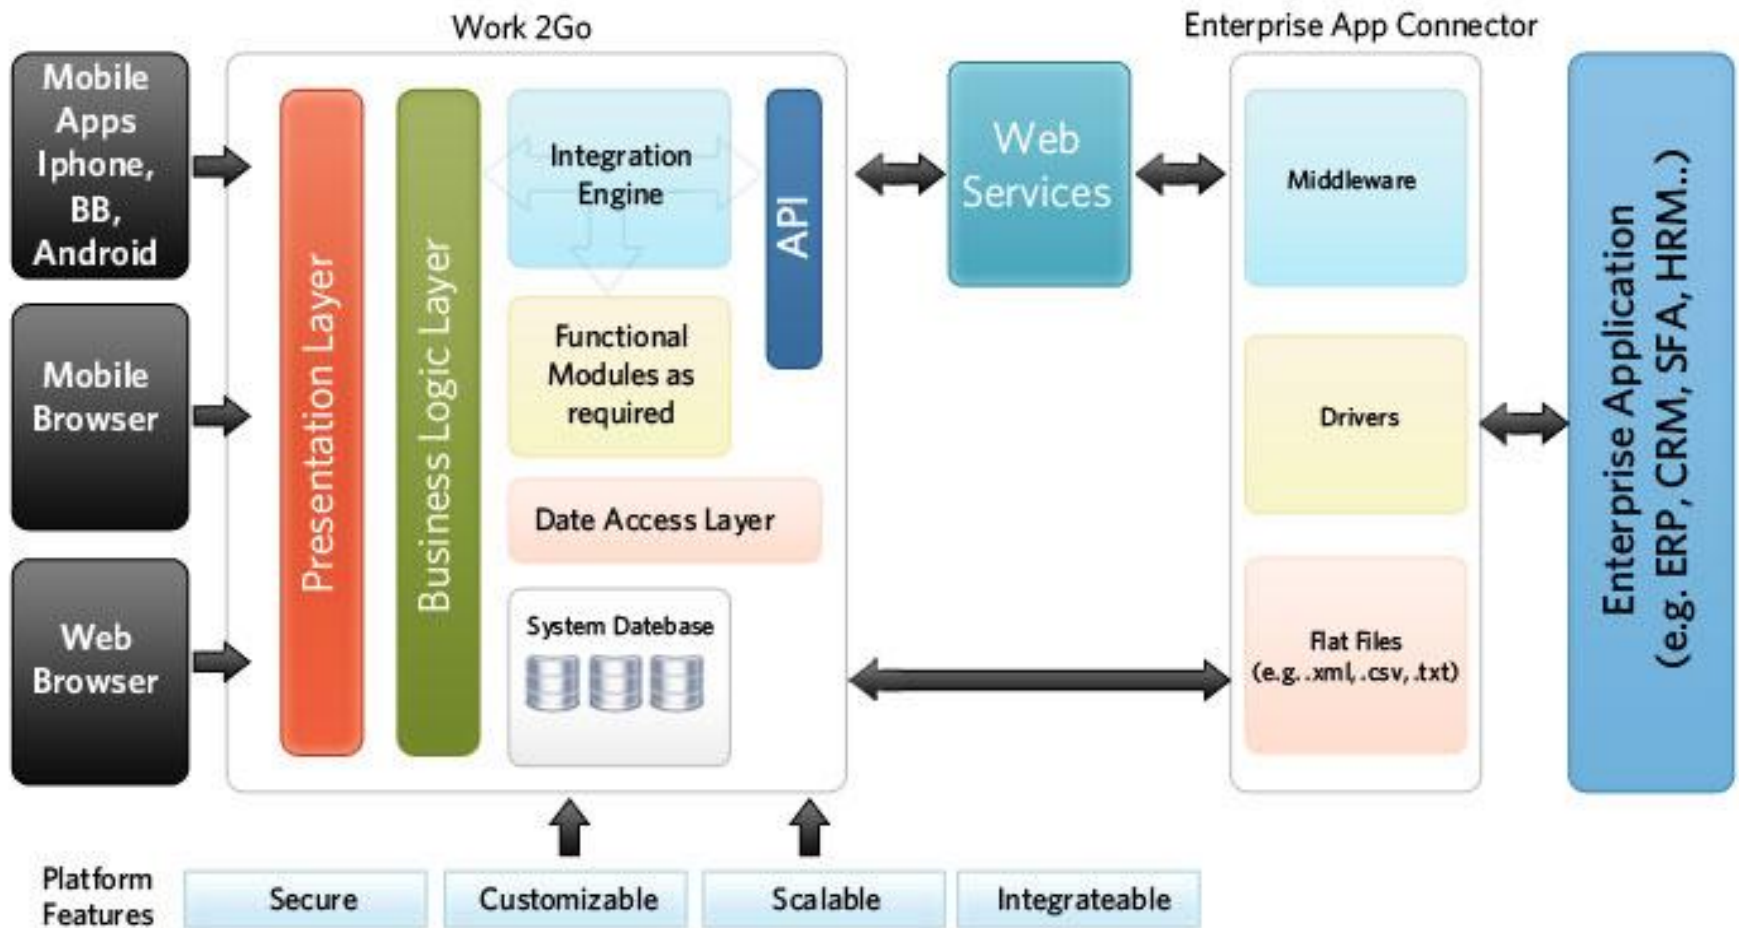 Work 2Go
Enterprise App Connector
Mobile
Apps
Iphone,
BB,
Android
Mobile
Browser
Web
Browser
Presentation Layer
Business Logic Layer
Integration
Engine
Functional
Modules as
required
API
Date Access Layer
System Datebase
Web
Services
Middleware
Drivers
Flat Files
(e.g. .xml, .csv, .txt)
Enterprise Application
(e.g. ERP, CRM, SFA, HRM..)
Platform
Features
Secure
Customizable
Scalable
Integrateable